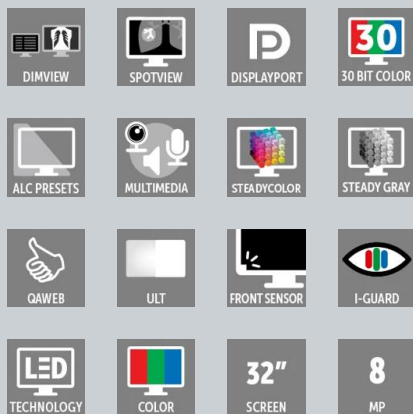 DIMVIEW
SPOTVIEW
DISPLAYPORT
30
30 BIT COLOR
ALC PRESETS
MULTIMEDIA
STEADYCOLOR
STEADY GRAY
QAWEB
ULT
FRONT SENSOR
I-GUARD
LED
TECHNOLOGY
COLOR
32"
SCREEN
8
MP